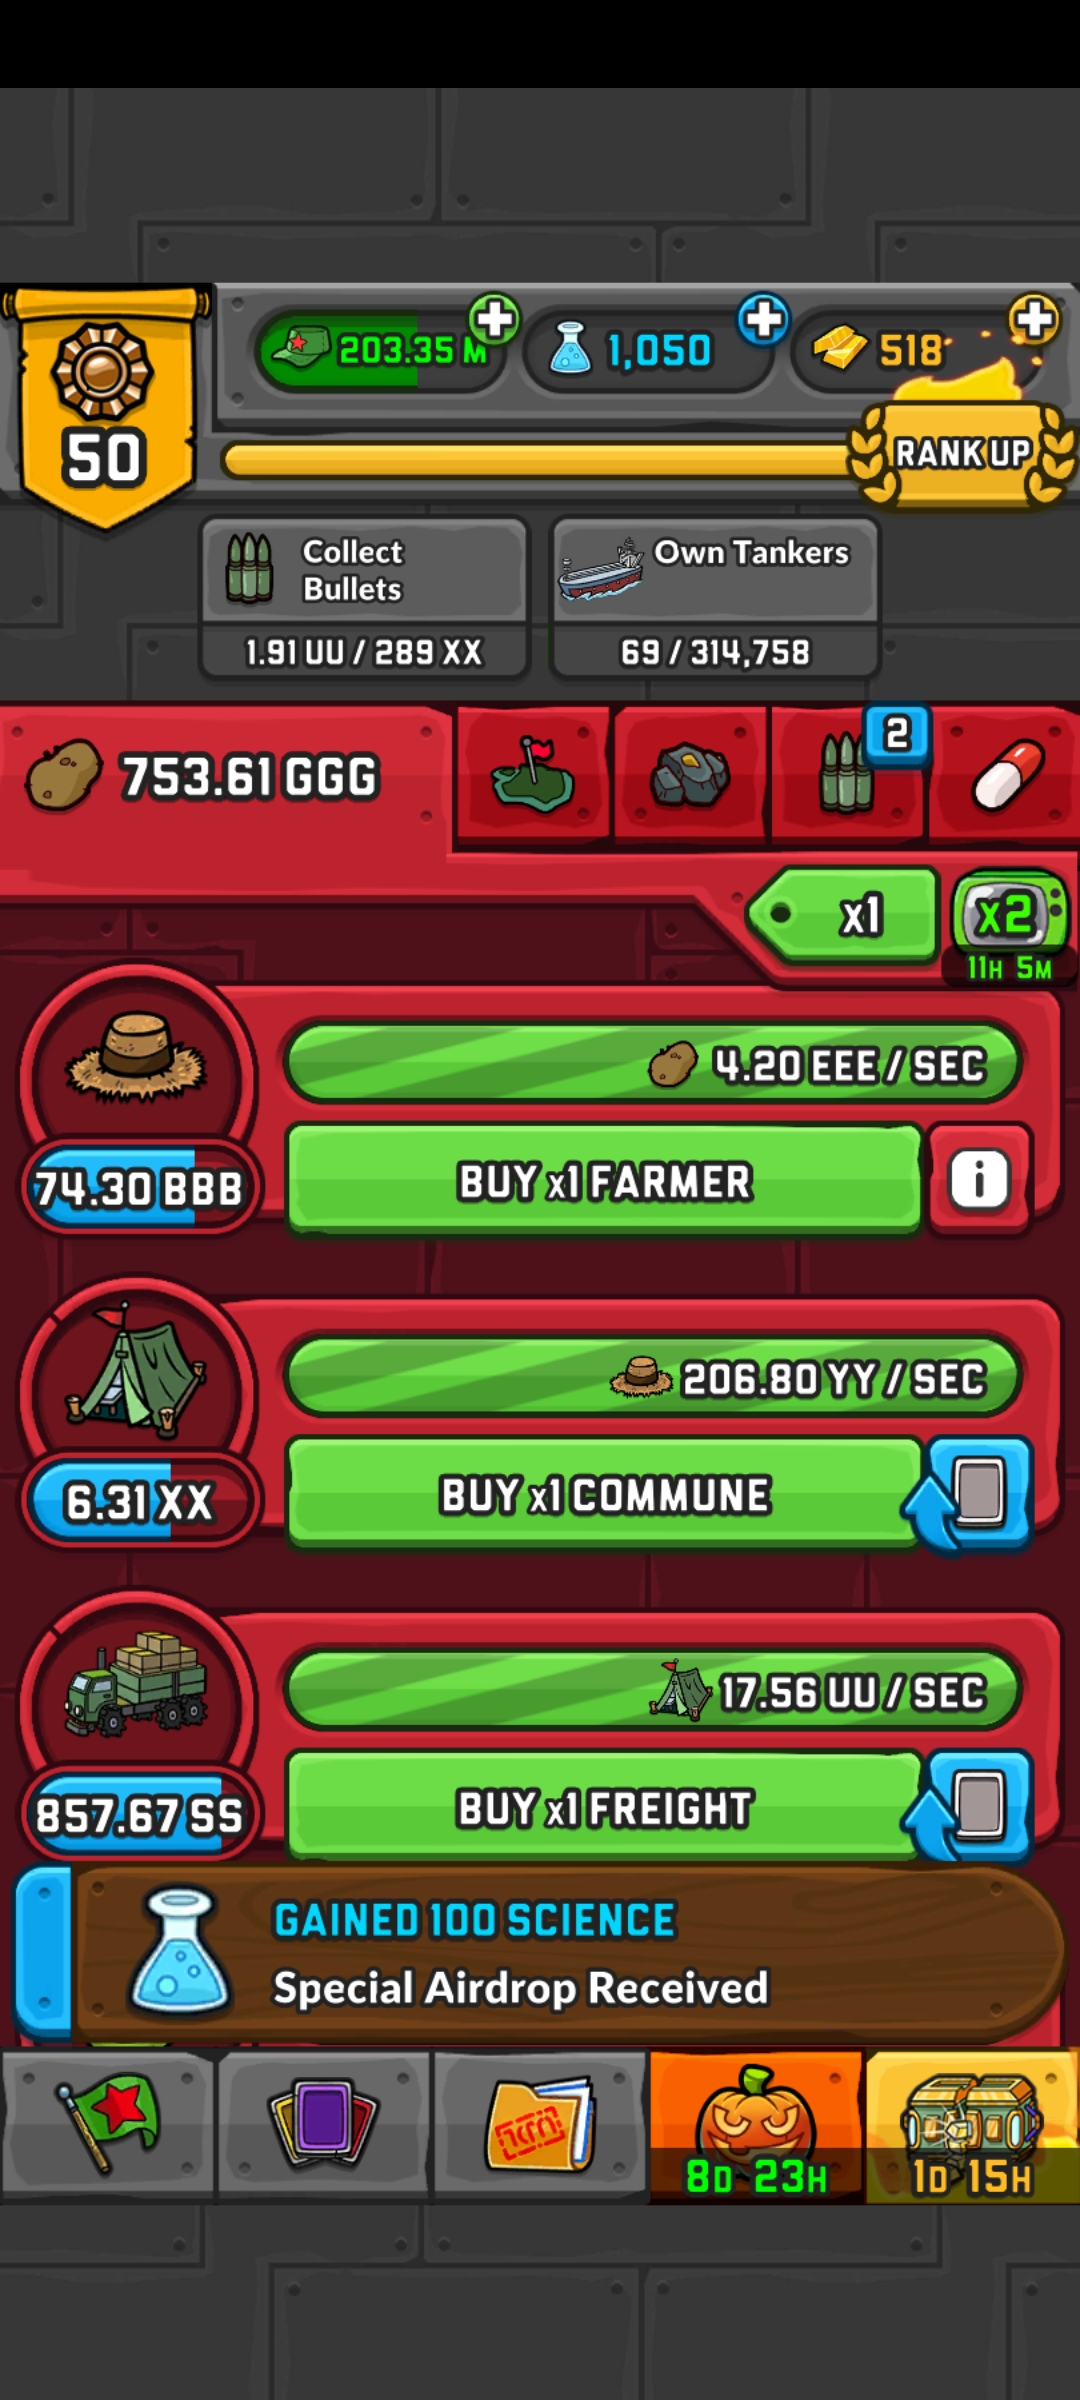 50
203.35 M
1,050
518
RANK UP
Collect
Bullets
1.91 UU / 289 XX
Own Tankers
69 / 314,758
753.61 GGG
2
x1
x2
11H 5M
4.20 EEE / SEC
74.30 BBB
BUY x1 FARMER
i
206.80 YY / SEC
6.31 XX
BUY x1 COMMUNE
17.56 UU / SEC
857.67 SS
BUY x1 FREIGHT
GAINED 100 SCIENCE
Special Airdrop Received
8D 23H
1D 15H